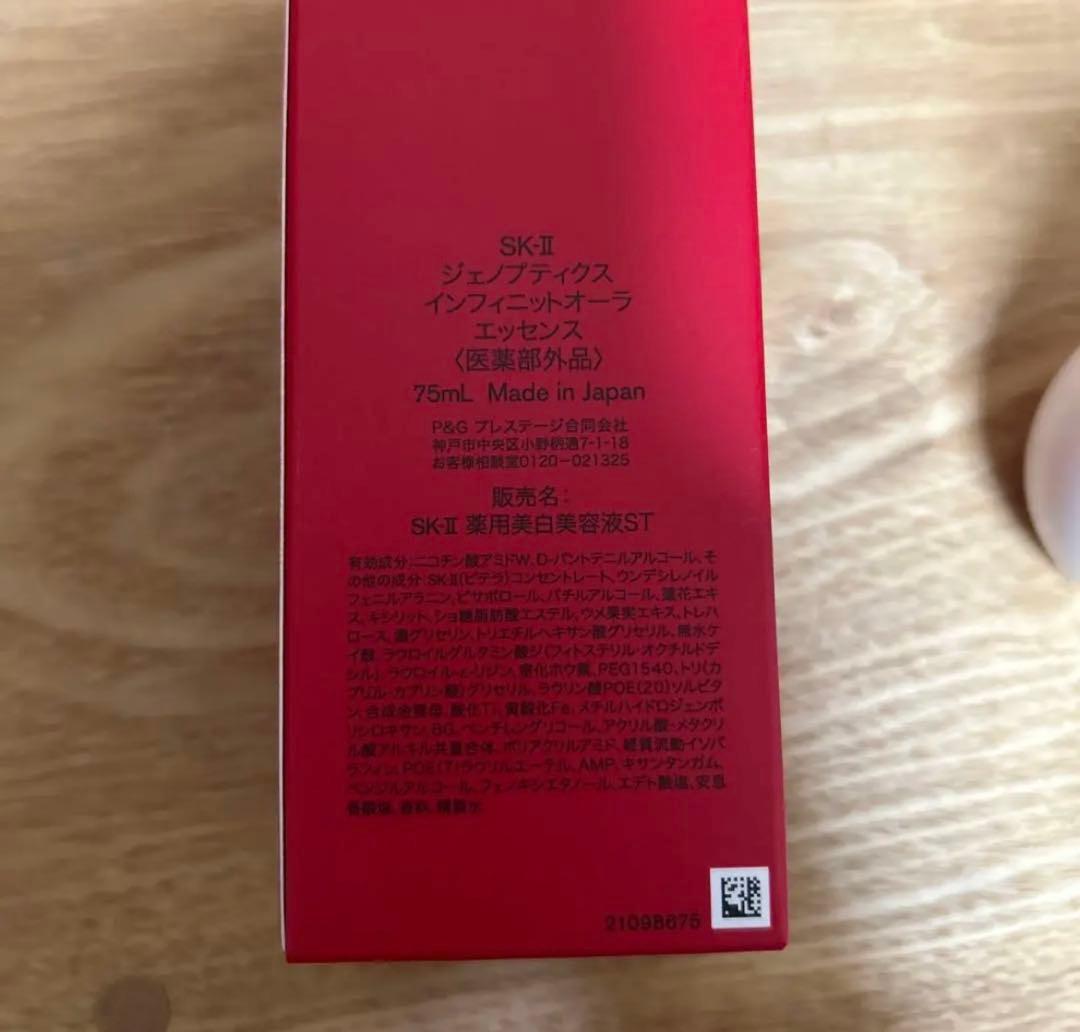 SK-Ⅱ
ジェノプティクス
インフィニットオーラ
エッセンス
〈医薬部外品〉
75mL Made in Japan
P&G プレステージ合同会社
神戸市中央区小野柄通7-1-18
お客様相談室0120-021325
販売名:
SK-Ⅱ 薬用美白美容液ST
有効成分:ニコチン酸アミドW、D-パントテニルアルコール、そ
の他の成分:SK-Ⅱ(ピテラ)コンセントレート、ウンデシレノイル
フェニルアラニン、ビサボロール、バチルアルコール、蓮花エキ
ス、キシリット、ショ糖脂肪酸エステル、ウメ果実エキス、トレハ
ロース、濃グリセリン、トリエチルヘキサン酸グリセリル、無水ケ
イ酸、ラウロイルグルタミン酸ジ(フィトステリル・オクチルドデ
シル)、ラウロイル-ε-リジン、窒化ホウ素、PEG1540、トリ(カ
プリル・カプリン酸)グリセリル、ラウリン酸POE(20)ソルビタ
ン、合成金雲母、酸化Ti、黄酸化Fe、メチルハイドロジェンポ
リシロキサン、BG、ペンチレングリコール、アクリル酸・メタクリ
ル酸アルキル共重合体、ポリアクリルアミド、軽質流動イソパ
ラフィン、POE(7)ラウリルエーテル、AMP、キサンタンガム、
ベンジルアルコール、フェノキシエタノール、エデト酸塩、安息
香酸塩、香料、精製水
2109B675